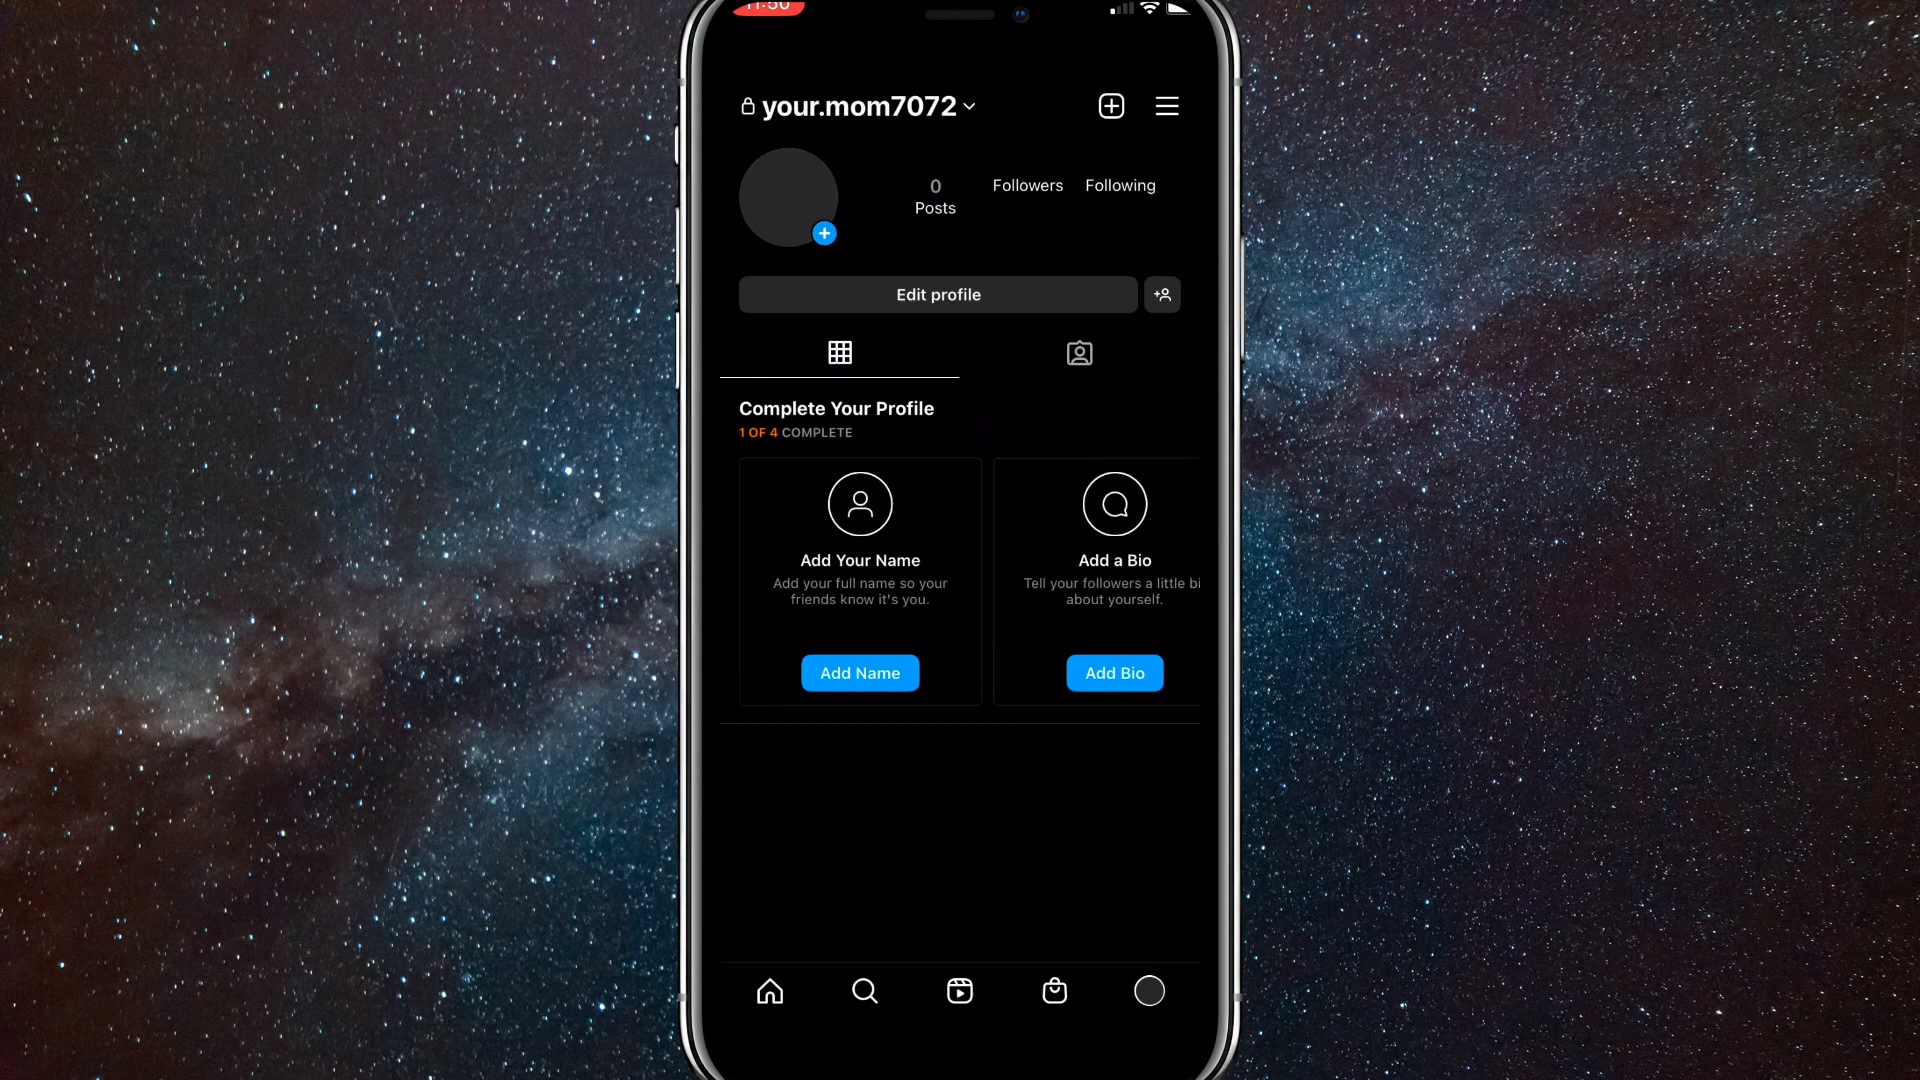 11:50
your.mom7072
0
Posts
Followers
Following
Edit profile
Complete Your Profile
1 OF 4 COMPLETE
Add Your Name
Add your full name so your
friends know it's you.
Add Name
Add a Bio
Tell your followers a little bi
about yourself.
Add Bio